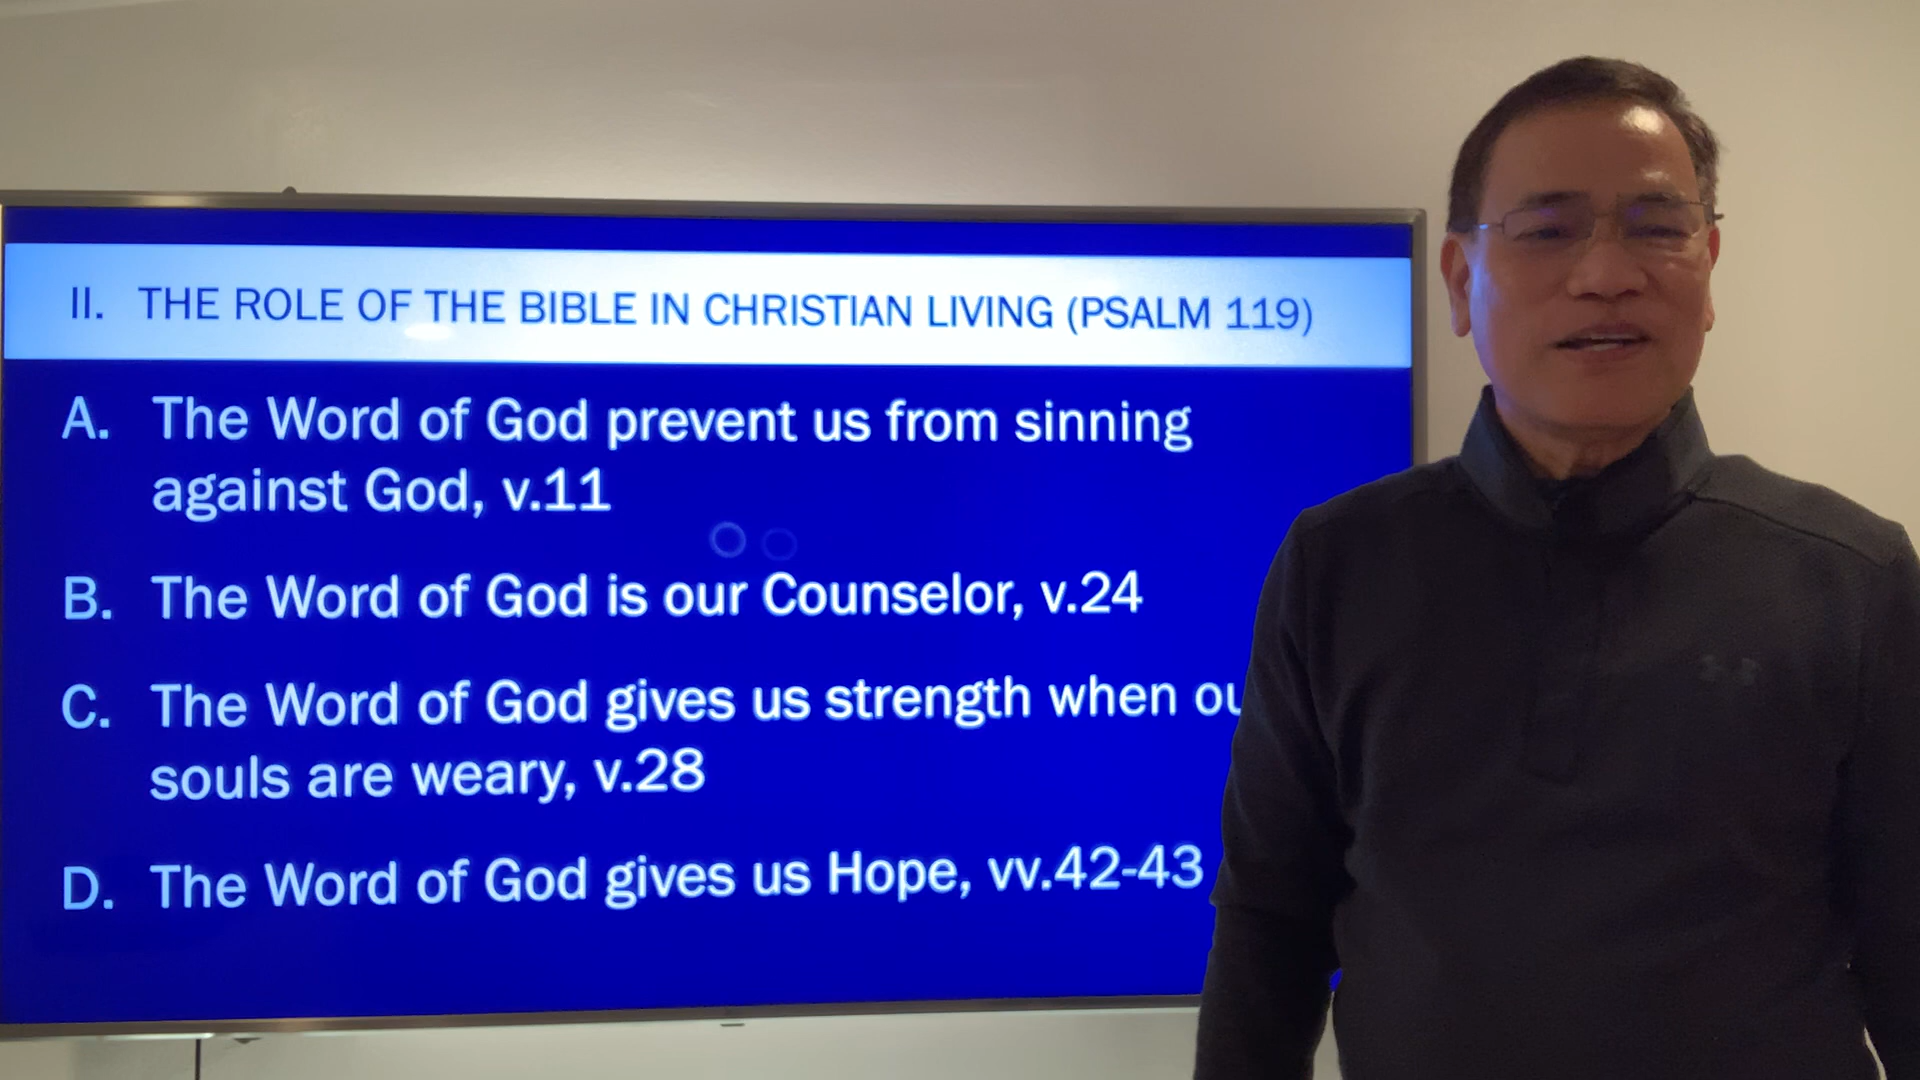 II. THE ROLE OF THE BIBLE IN CHRISTIAN LIVING (PSALM 119)
A. The Word of God prevent us from sinning
against God, v.11
B. The Word of God is our Counselor, v.24
C. The Word of God gives us strength when
souls are weary, v.28
D. The Word of God gives us Hope, vv.42-43